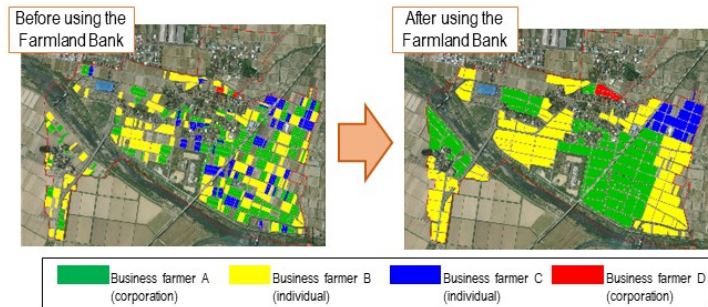 Before using the
Farmland Bank
After using the
Farmland Bank
Business farmer A
(corporation)
Business farmer B
(individual)
Business farmer C
(individual)
Business farmer D
(corporation)